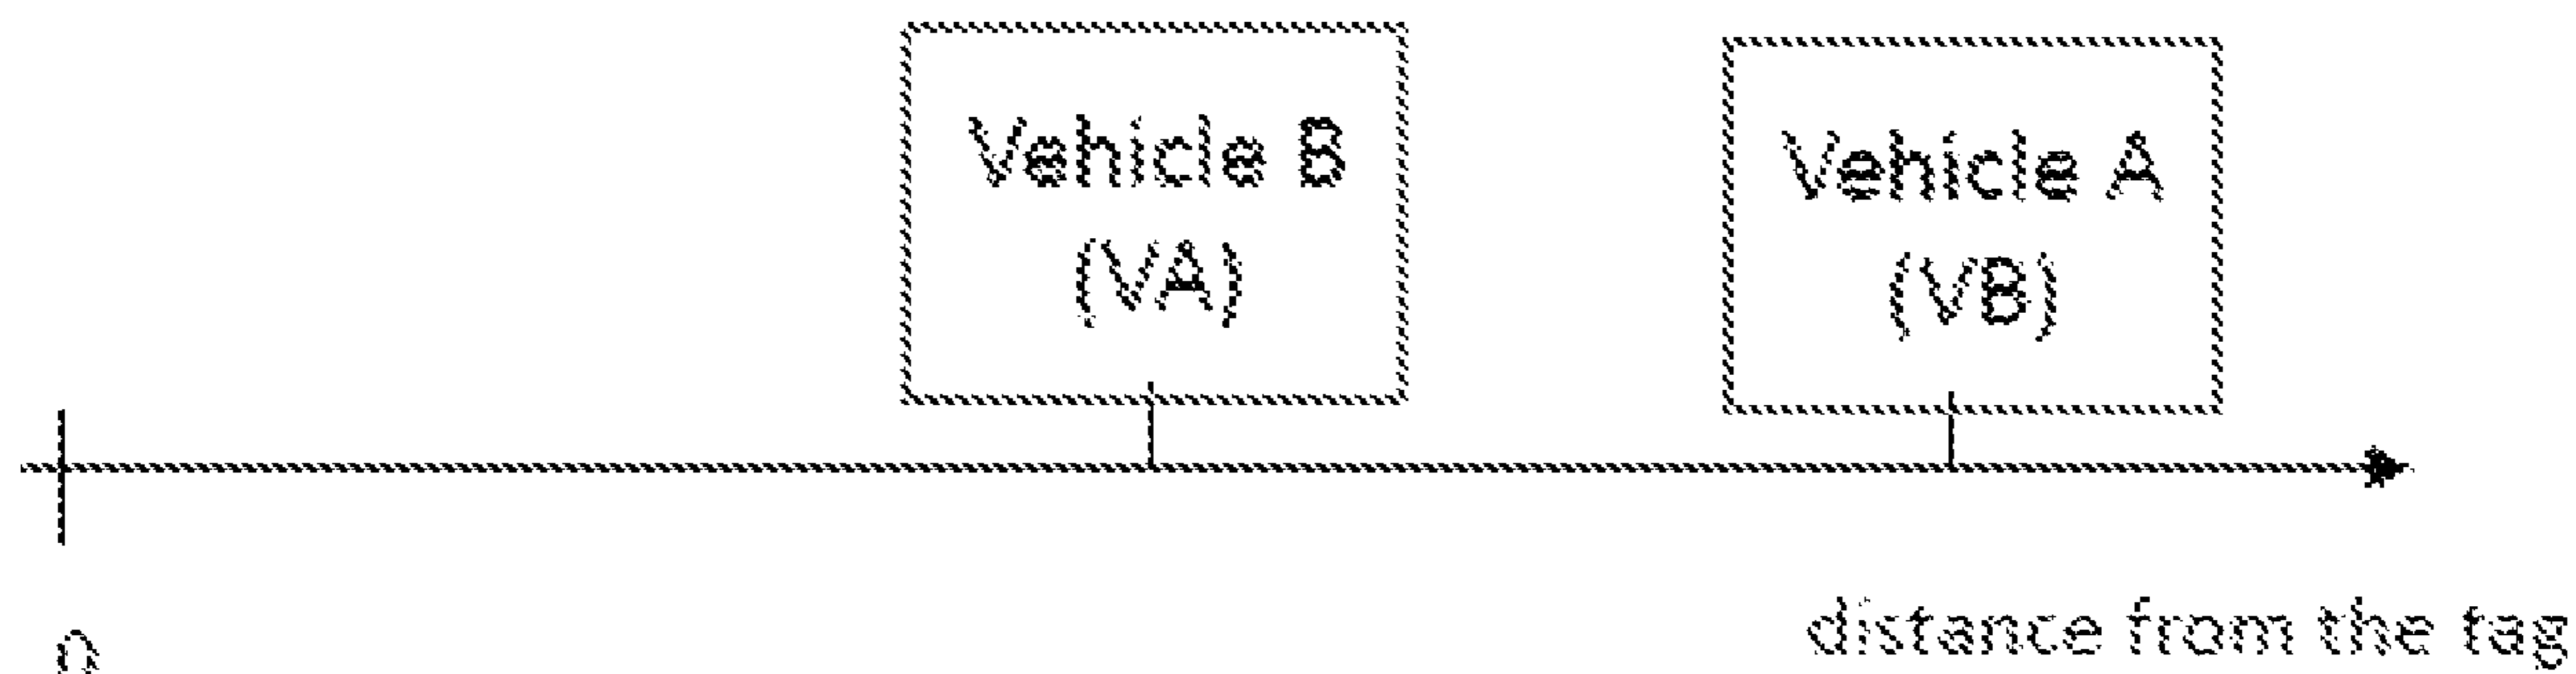 Vehicle B
(VA)
Vehicle A
(VB)
0
distance from the tag